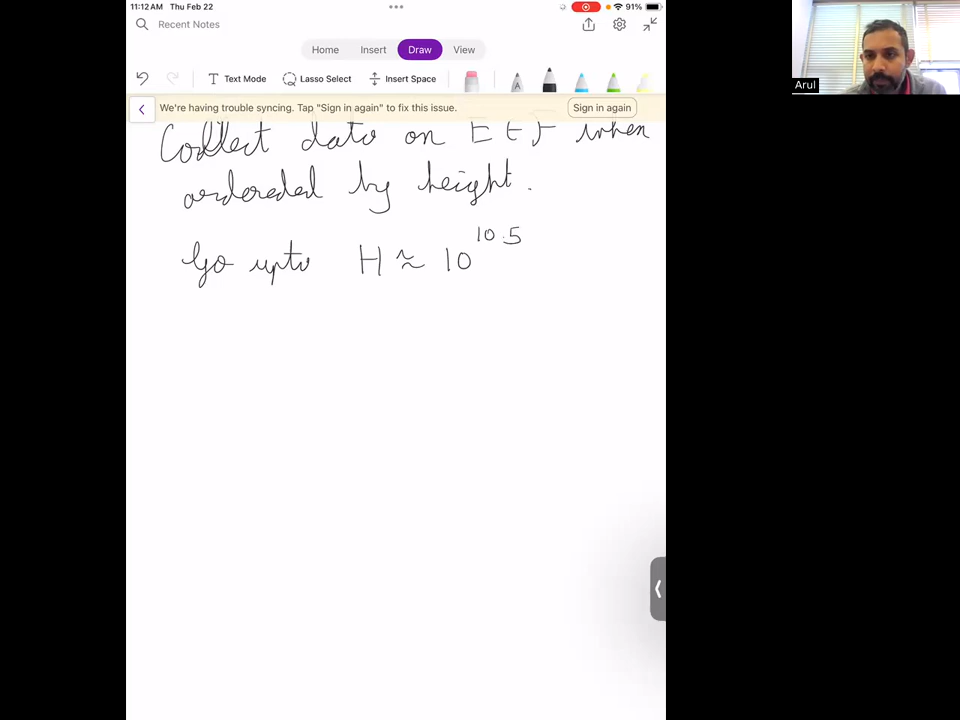 11:12 AM Thu Feb 22
91%
Recent Notes
Home Insert Draw View
Text Mode Lasso Select Insert Space
We're having trouble syncing. Tap "Sign in again" to fix this issue. Sign in again
Collect data on E ∈ F when
ordereded by height.
Go upto H ≈ 10^10.5
Arul